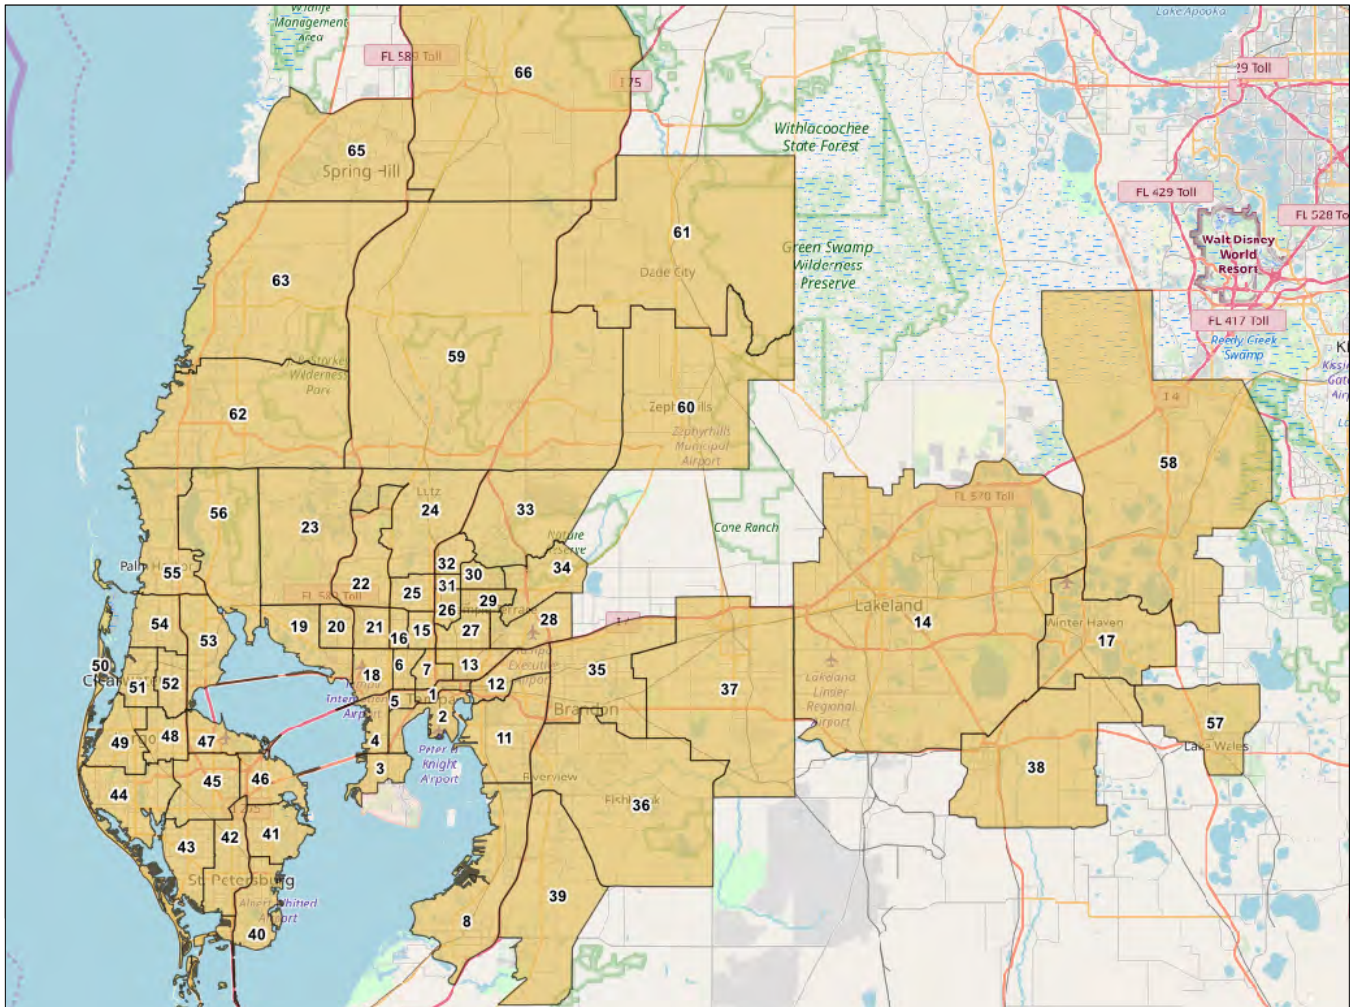 Wildlife
Management
Area
Lake Apopka
FL 589 Toll
66
I 75
29 Toll
Withlacoochee
State Forest
65
Spring Hill
FL 429 Toll
FL 528 To
61
Green Swamp
Wilderness
Preserve
Walt Disney
World
Resort
Dade City
63
FL 417 Toll
Reedy Creek
Swamp
59
Wilderness
Park
62
60
Zephyrhills
Municipal
Airport
I 4
58
Lutz
24
33
FL 570 Toll
56
23
Cone Ranch
Nature
Reserve
55
34
32
30
31
22
25
29
FL 589 Toll
26
28
Lakeland
14
54
53
19
20
21
16
15
27
Winter Haven
17
50
51
52
18
6
7
13
35
37
Executive
Airport
12
5
1
Tampa
International
Airport
Lakeland
Linder
Regional
Airport
Brandon
2
57
Lake Wales
49
48
47
4
11
Peter O
Knight
Airport
3
Riverview
38
44
45
46
36
43
42
41
St. Petersburg
Albert Whitted
Airport
40
8
39